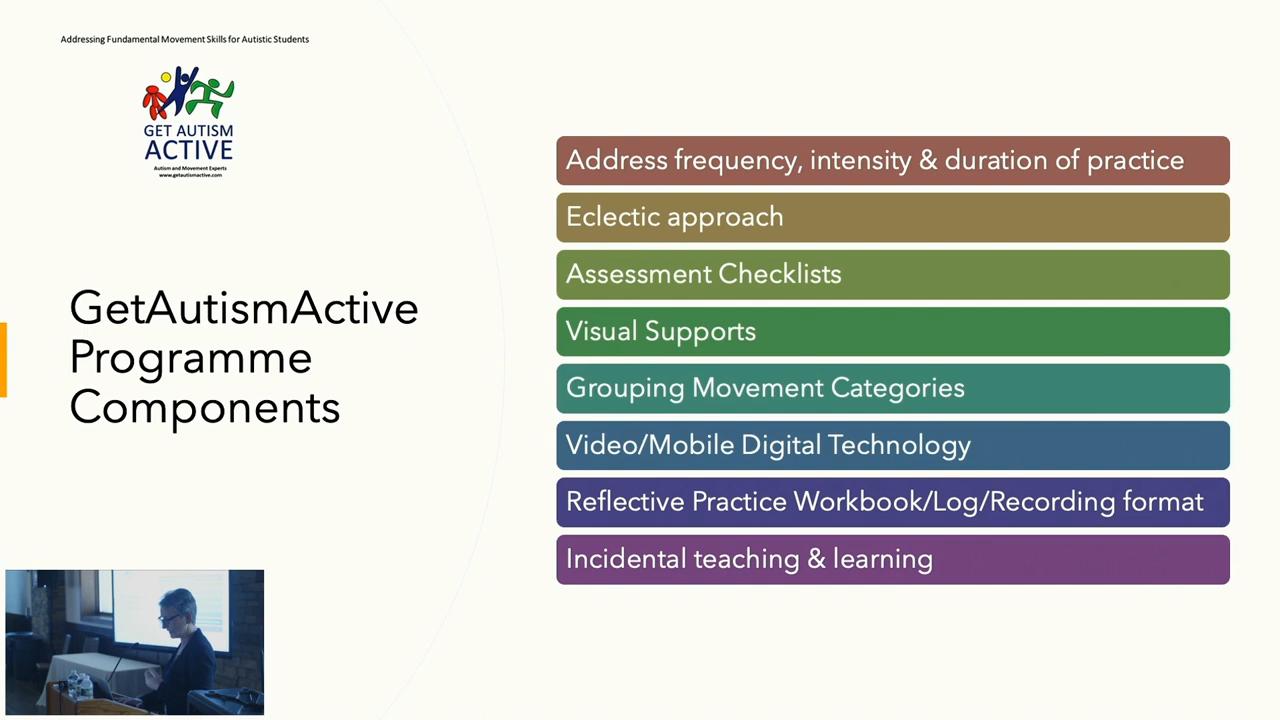 Addressing Fundamental Movement Skills for Autistic Students
GET AUTISM
ACTIVE
Autism and Movement Experts
www.getautismactive.com
GetAutismActive
Programme
Components
Address frequency, intensity & duration of practice
Eclectic approach
Assessment Checklists
Visual Supports
Grouping Movement Categories
Video/Mobile Digital Technology
Reflective Practice Workbook/Log/Recording format
Incidental teaching & learning